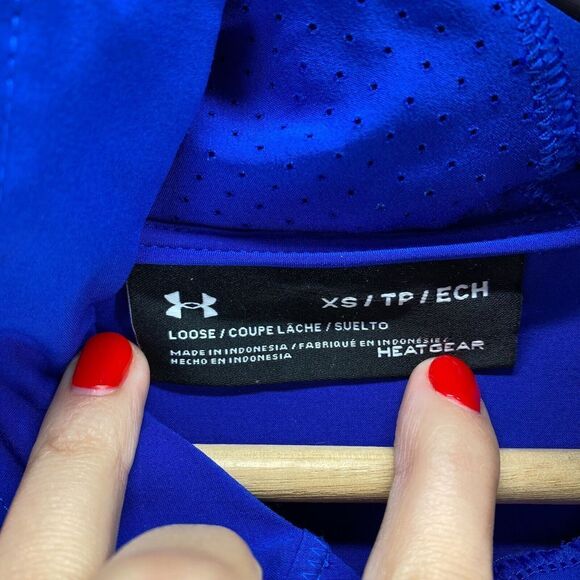 XS / TP / ECH
LOOSE / COUPE LÂCHE / SUELTO
MADE IN INDONESIA / FABRIQUÉ EN INDONÉSIE /
HECHO EN INDONESIA
HEATGEAR